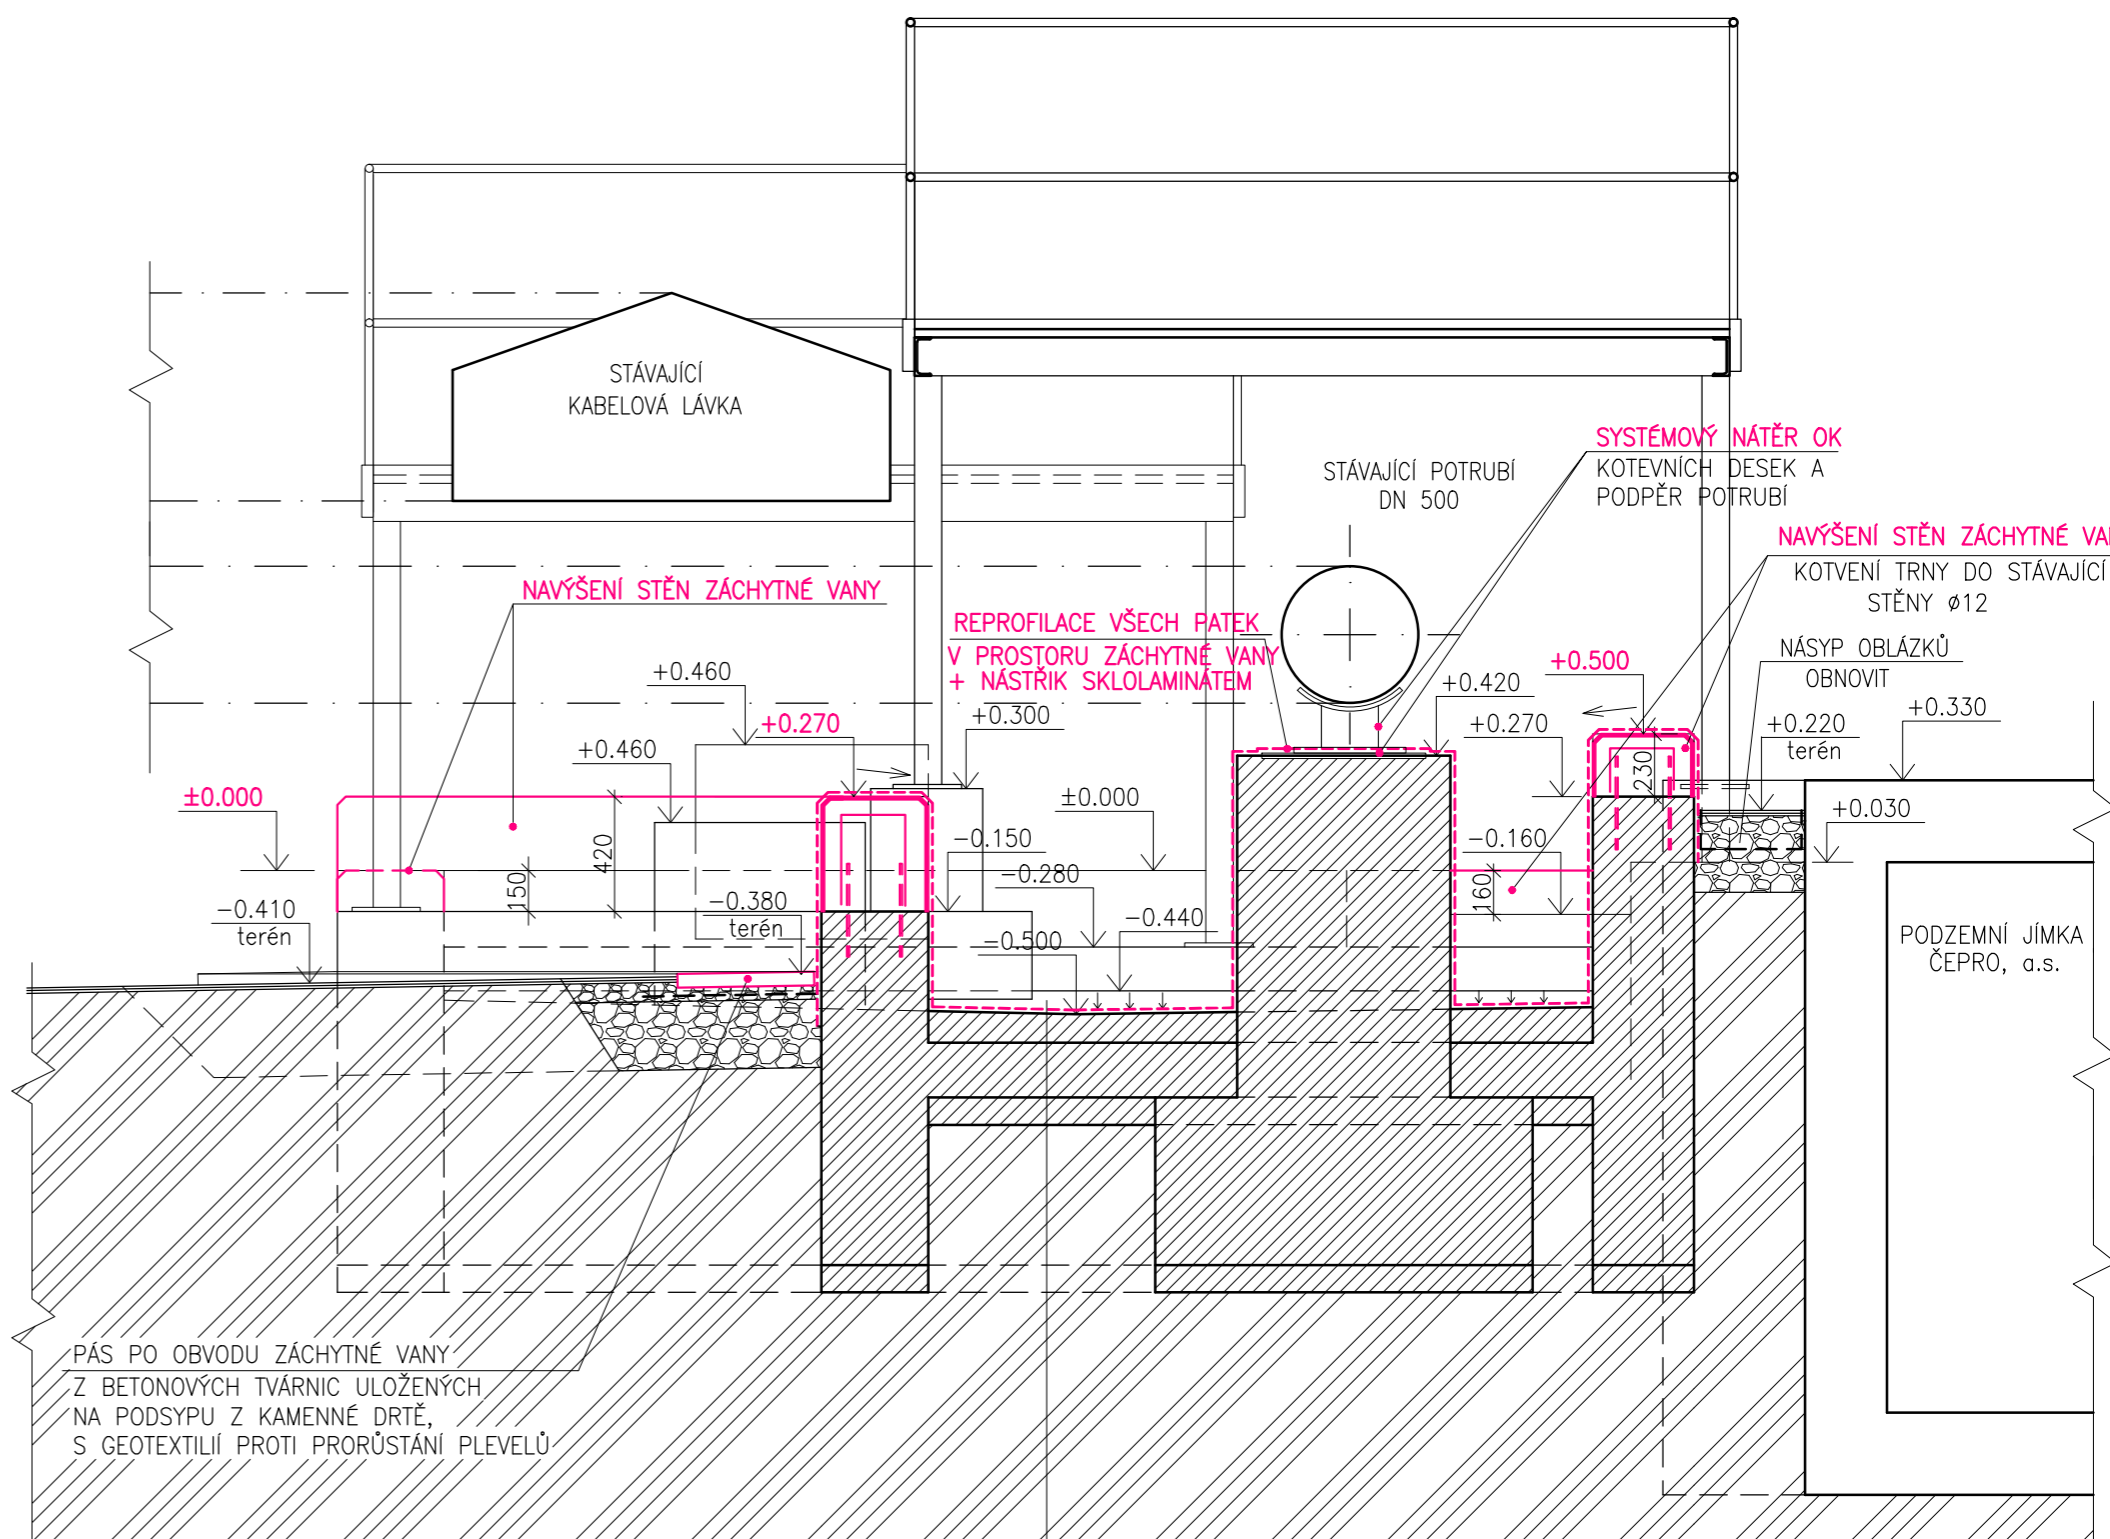 STÁVAJÍCÍ
KABELOVÁ LÁVKA
SYSTÉMOVÝ NÁTĚR OK
KOTEVNÍCH DESEK A
PODPĚR POTRUBÍ
STÁVAJÍCÍ POTRUBÍ
DN 500
NAVÝŠENÍ STĚN ZÁCHYTNÉ VA
KOTVENÍ TRNY DO STÁVAJÍCÍ
STĚNY ø12
NAVÝŠENÍ STĚN ZÁCHYTNÉ VANY
REPROFILACE VŠECH PATEK
V PROSTORU ZÁCHYTNÉ VANY
+ NÁSTŘIK SKLOLAMINÁTEM
NÁSYP OBLÁZKŮ
OBNOVIT
+0.460
+0.270
+0.300
+0.420
+0.500
+0.270
+0.220
terén
+0.330
+0.460
±0.000
±0.000
+0.030
230
420
150
160
-0.150
-0.160
-0.280
-0.380
terén
-0.410
terén
-0.440
-0.500
PODZEMNÍ JÍMKA
ČEPRO, a.s.
PÁS PO OBVODU ZÁCHYTNÉ VANY
Z BETONOVÝCH TVÁRNIC ULOŽENÝCH
NA PODSYPU Z KAMENNÉ DRTĚ,
S GEOTEXTILIÍ PROTI PRORŮSTÁNÍ PLEVELŮ